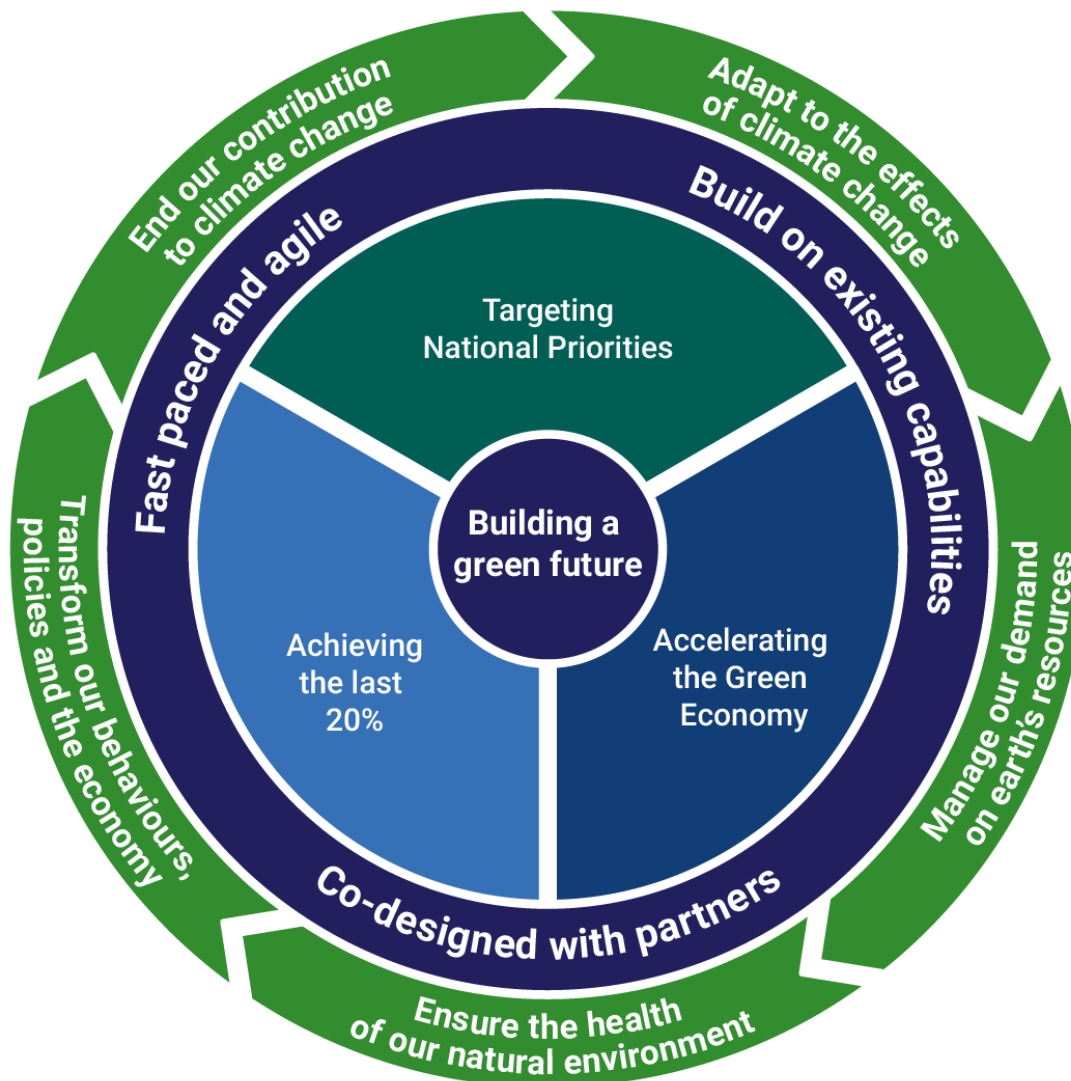 End our contribution
to climate change
Adapt to the effects
of climate change
Manage our demand
on earth's resources
Ensure the health
of our natural environment
Transform our behaviours,
policies and the economy
Fast paced and agile
Build on existing capabilities
Co-designed with partners
Targeting
National Priorities
Accelerating
the Green
Economy
Achieving
the last
20%
Building a
green future